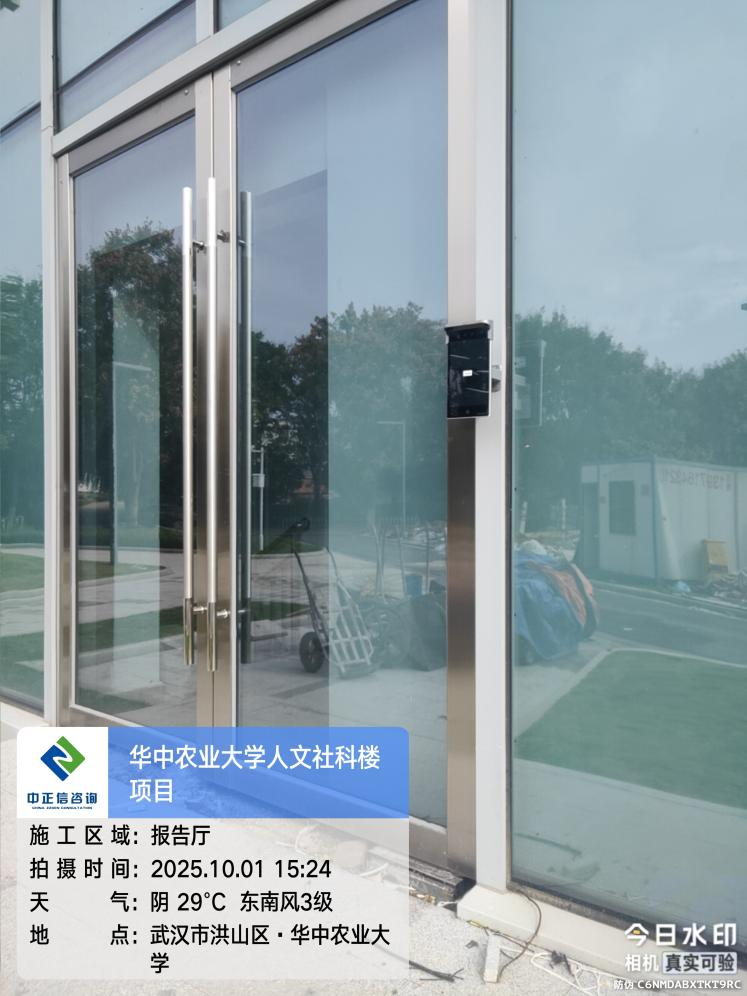 华中农业大学人文社科楼
项目
中正信咨询
施工区域：报告厅
拍摄时间：2025.10.01 15:24
天气：阴 29℃ 东南风3级
地点：武汉市洪山区·华中农业大
学
今日水印
相机 真实可验
防伪 C6NMDABXTKT9RC